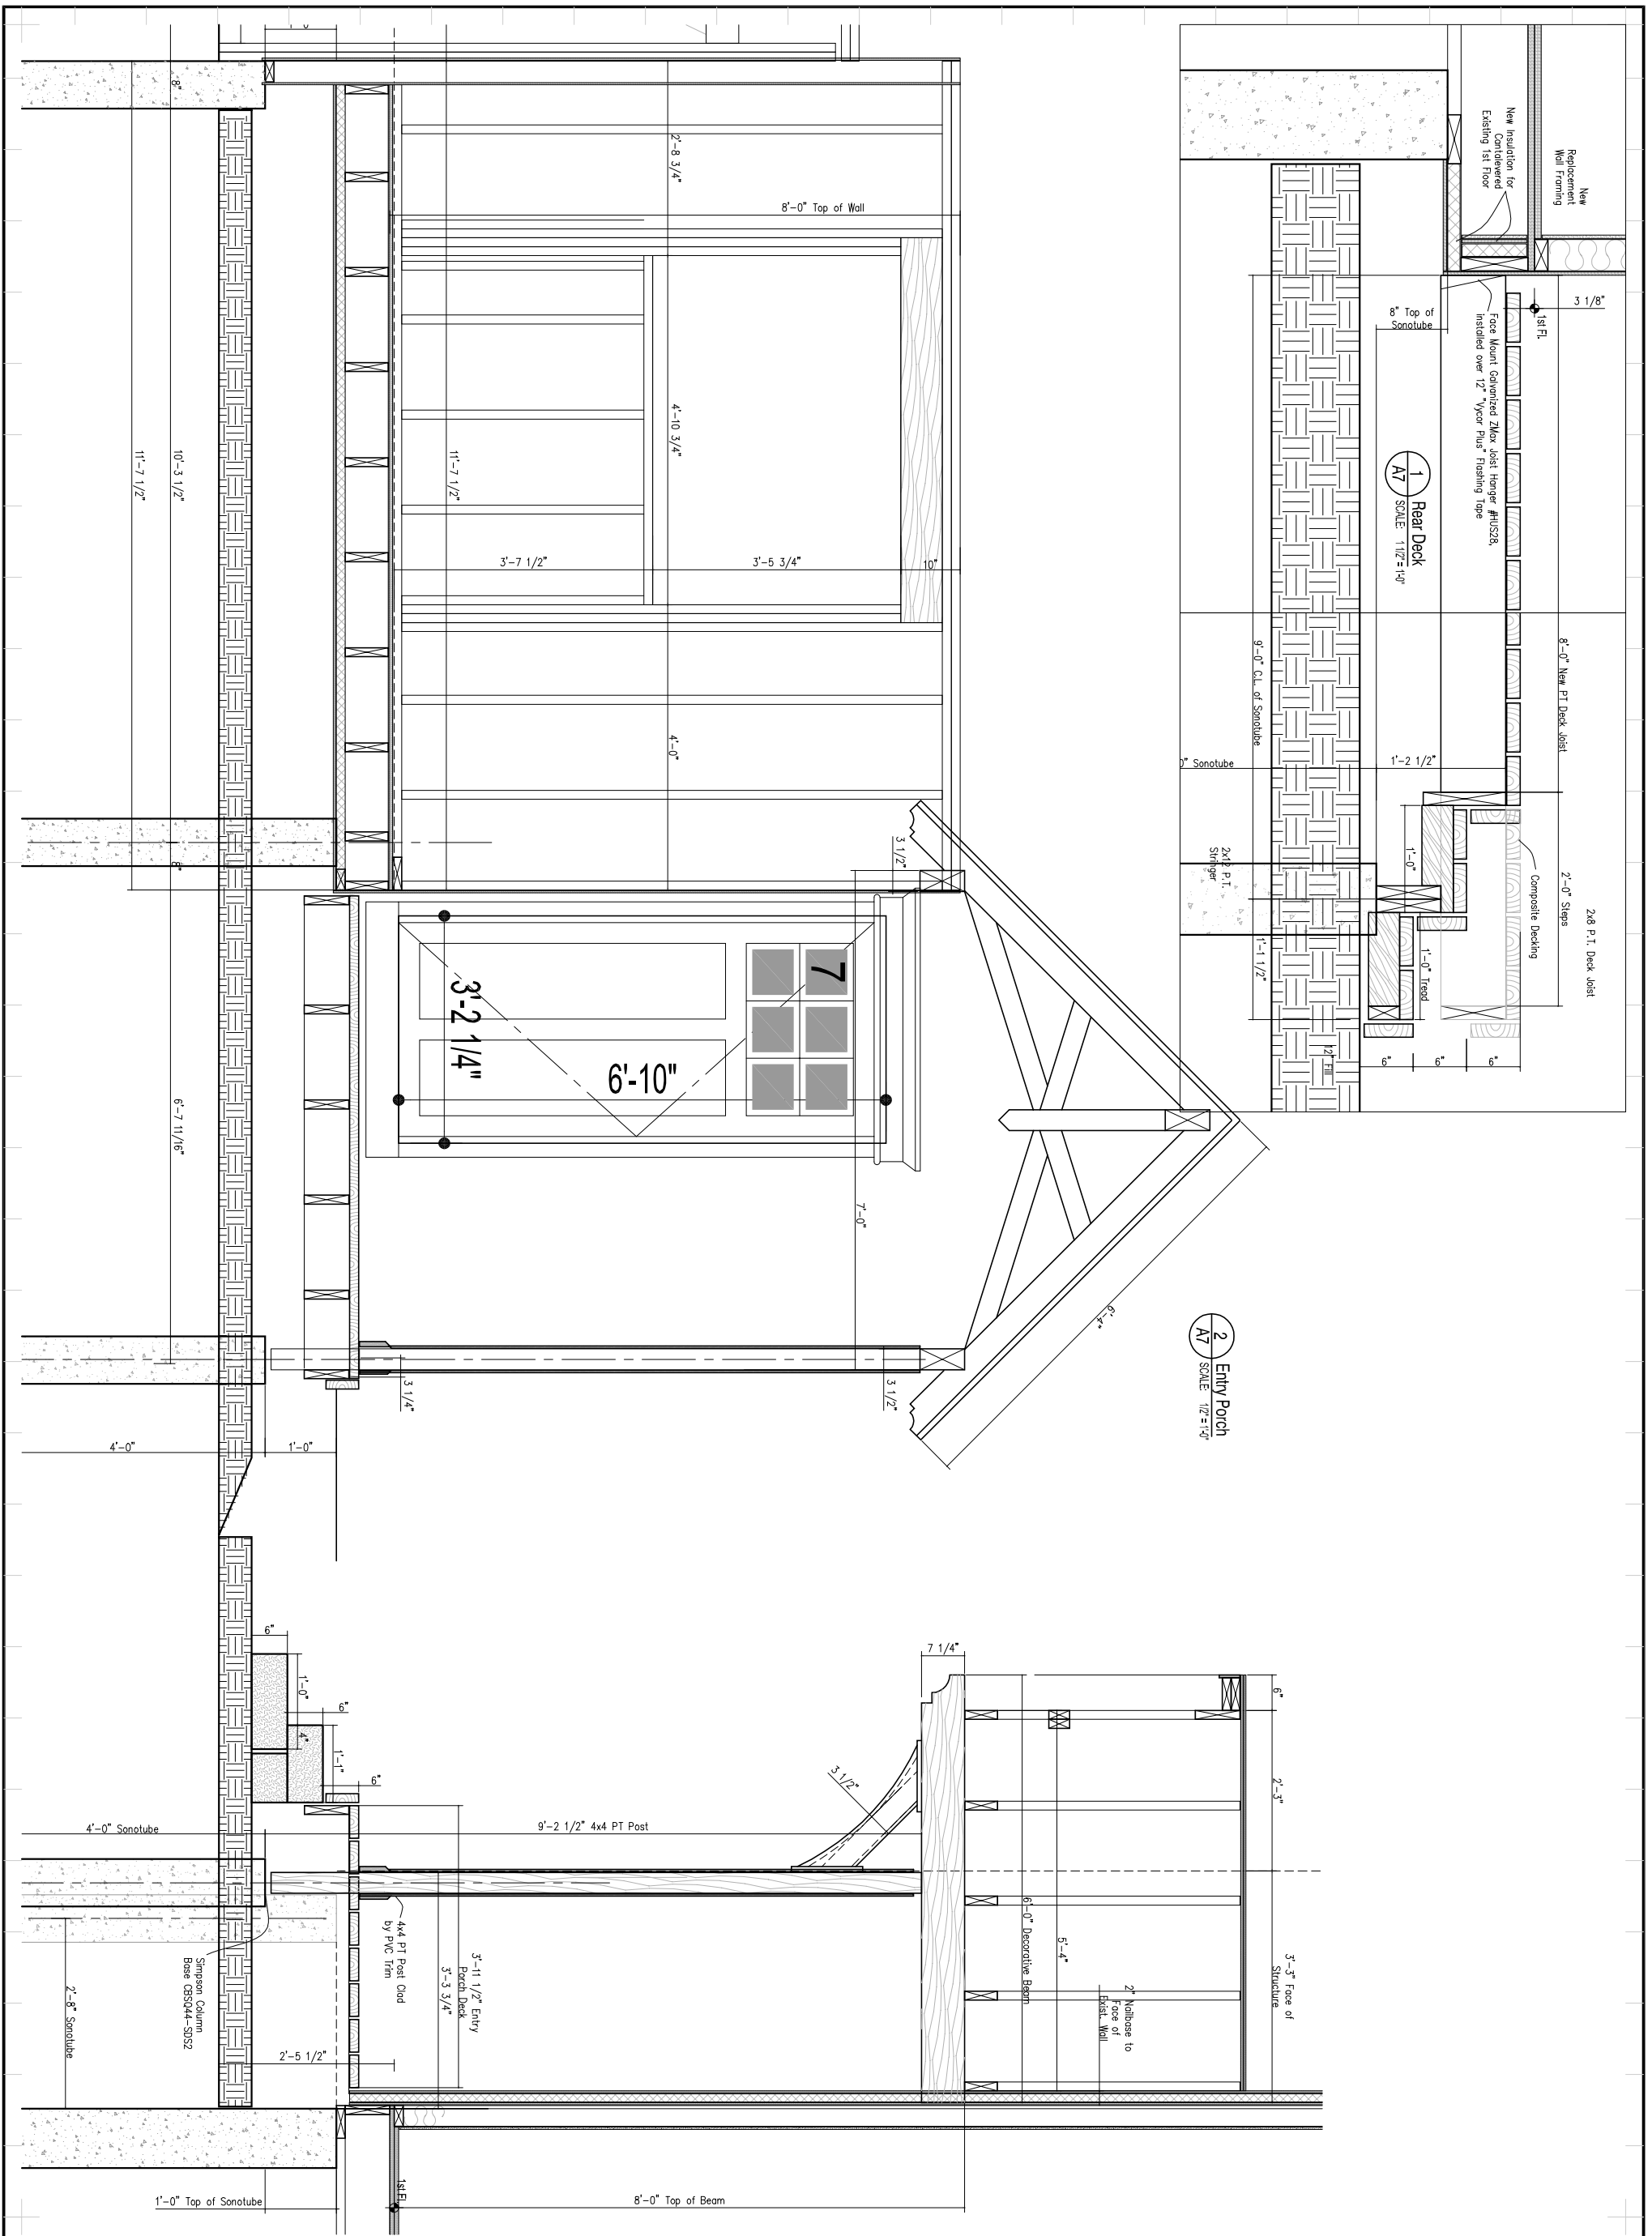 New
Replacement
Wall Framing
New Insulation for
Cantalevered
Existing 1st Floor
3 1/8"
1st Fl.
8" Top of
Sonotube
Face Mount Galvanized ZMax Joist Hanger #HUS28,
installed over 12" "Vycor Plus" Flashing Tape
1
A7
Rear Deck
SCALE: 1 1/2" = 1'-0"
8'-0" New PT Deck Joist
9'-0" C.L. of Sonotube
0" Sonotube
1'-2 1/2"
2x8 P.T. Deck Joist
Composite Decking
2'-0" Steps
1'-0"
2x12 P.T.
Stringer
1'-0" Tread
1'-1 1/2"
12" Fill
6"
6"
6"
8"
2'-8 3/4"
8'-0" Top of Wall
4'-10 3/4"
11'-7 1/2"
10'-3 1/2"
11'-7 1/2"
3'-7 1/2"
3'-5 3/4"
10"
4'-0"
8"
3 1/2"
7
3'-2 1/4"
6'-10"
6'-7 11/16"
7'-0"
6'-4"
2
A7
Entry Porch
SCALE: 1/2" = 1'-0"
3 1/4"
3 1/2"
4'-0"
1'-0"
6"
1'-0"
6"
4"
1'-1"
6"
7 1/4"
6"
2'-3"
3 1/2"
4'-0" Sonotube
9'-2 1/2" 4x4 PT Post
6'-0" Decorative Beam
5'-4"
3'-3" Face of
Structure
2" Nailbase to
Face of
Exist. Wall
4x4 PT Post Clad
by PVC Trim
3'-11 1/2" Entry
Porch Deck
3'-3 3/4"
Simpson Column
Base CBSQ44-SDS2
2'-8" Sonotube
2'-5 1/2"
1st Fl.
1'-0" Top of Sonotube
8'-0" Top of Beam